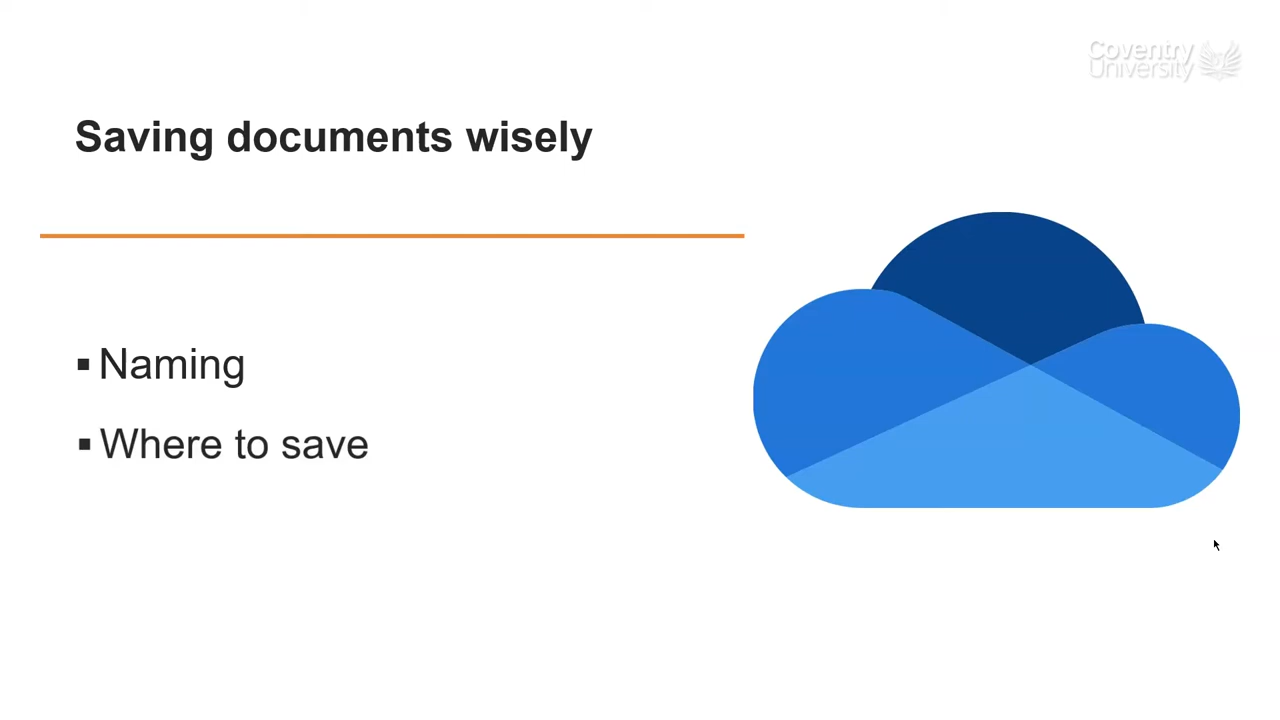 Coventry
University
Saving documents wisely
▪ Naming
▪ Where to save